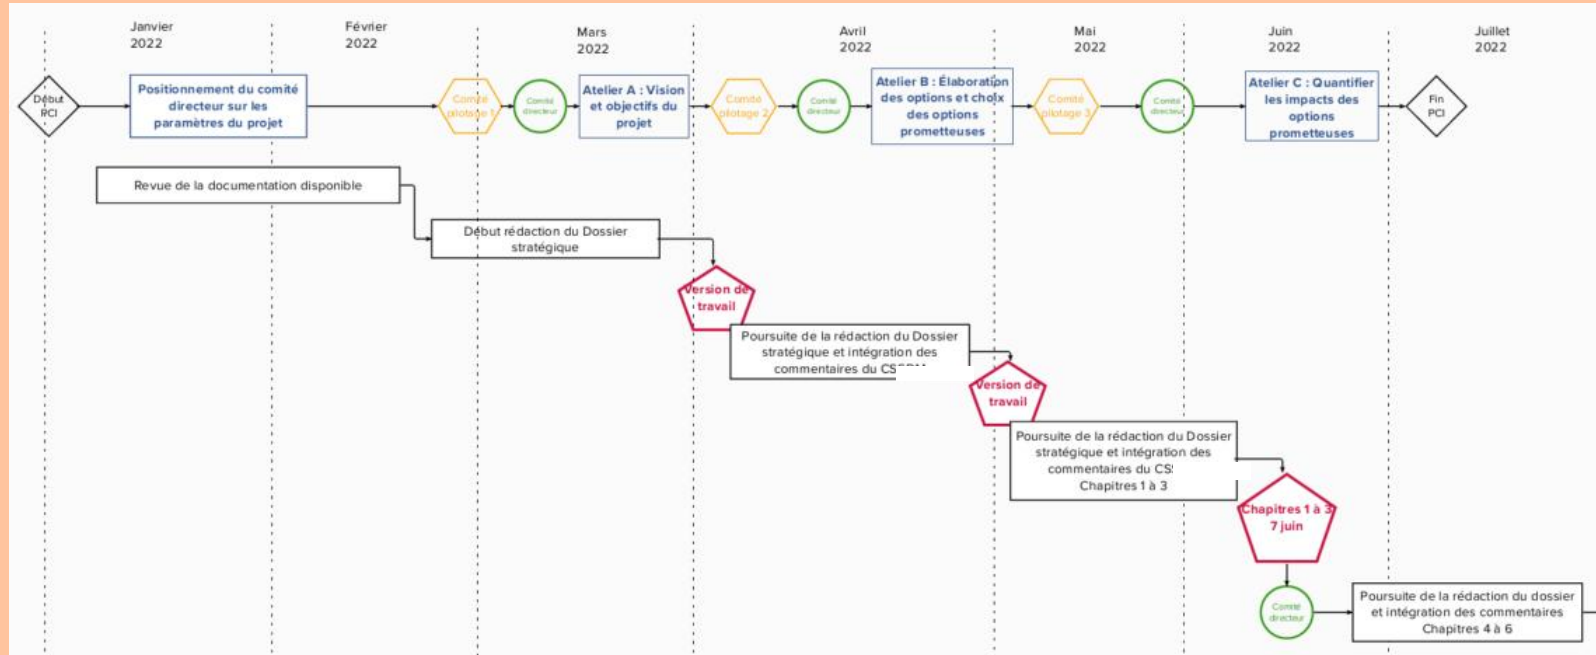 Janvier
2022
Février
2022
Mars
2022
Avril
2022
Mai
2022
Juin
2022
Juillet
2022
Début
PCI
Positionnement du comité
directeur sur les
paramètres du projet
Comité
pilotage 1
Comité
directeur
Atelier A : Vision
et objectifs du
projet
Comité
pilotage 2
Comité
directeur
Atelier B : Élaboration
des options et choix
des options
prometteuses
Comité
pilotage 3
Comité
directeur
Atelier C : Quantifier
les impacts des
options
prometteuses
Fin
PCI
Revue de la documentation disponible
Début rédaction du Dossier
stratégique
Version de
travail
Poursuite de la rédaction du Dossier
stratégique et intégration des
commentaires du
Version de
travail
Poursuite de la rédaction du Dossier
stratégique et intégration des
commentaires du
Chapitres 1 à 3
Chapitres 1 à 3
7 juin
Comité
directeur
Poursuite de la rédaction du dossier
et intégration des commentaires
Chapitres 4 à 6